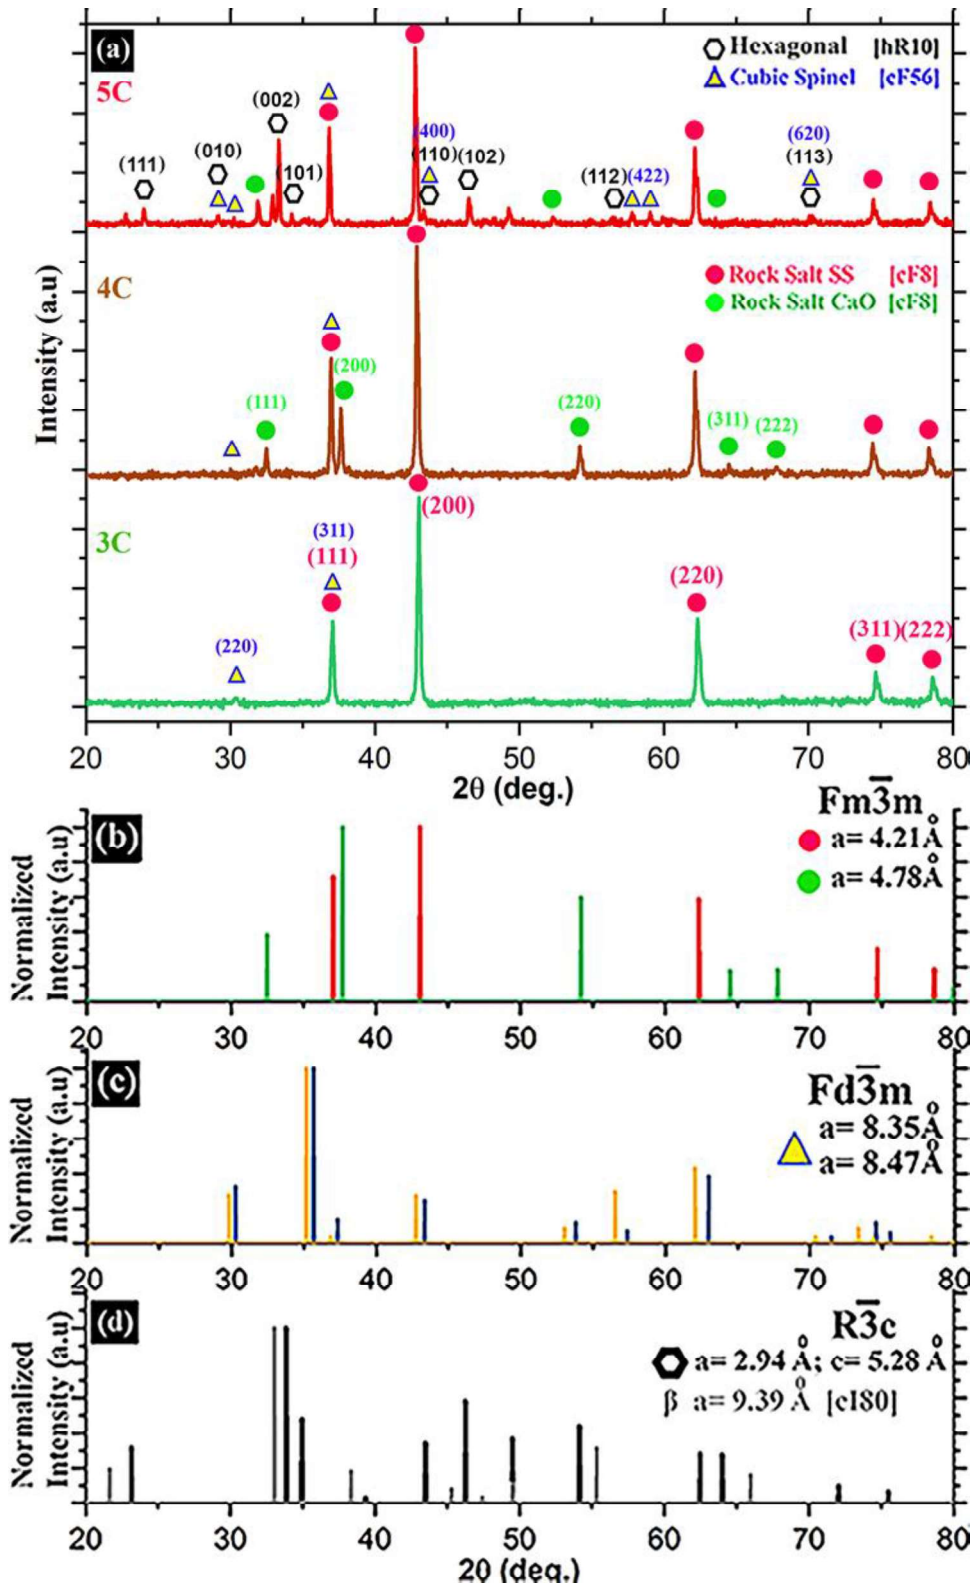 (a)
Hexagonal [hR10]
Cubic Spinel [cF56]
5C
(002)
(111)
(010)
(101)
(400)
(110)
(102)
(112)
(422)
(620)
(113)
4C
Rock Salt SS [cF8]
Rock Salt CaO [cF8]
(111)
(200)
(220)
(311)
(222)
3C
(311)
(111)
(200)
(220)
(220)
(311)
(222)
Intensity (a.u)
20 30 40 50 60 70 80
2θ (deg.)
(b)
Fm3̅m
a= 4.21Å
a= 4.78Å
Normalized
Intensity (a.u)
20 30 40 50 60 70 80
(c)
Fd3̅m
a= 8.35Å
a= 8.47Å
Normalized
Intensity (a.u)
20 30 40 50 60 70 80
(d)
R3̅c
a= 2.94 Å; c= 5.28 Å
β a= 9.39 Å [cI80]
Normalized
Intensity (a.u)
20 30 40 50 60 70 80
2θ (deg.)